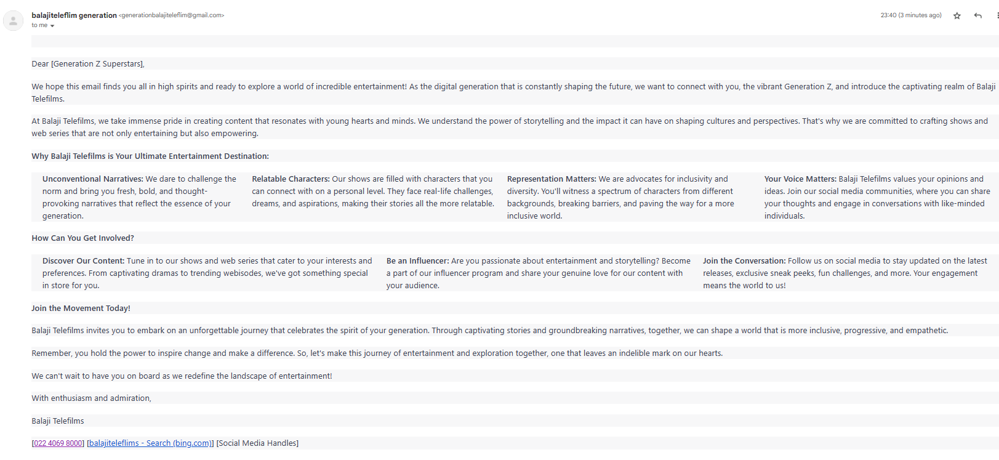 balajiteleflim generation <generationbalajiteleflim@gmail.com>
23:40 (3 minutes ago)
to me
Dear [Generation Z Superstars],
We hope this email finds you all in high spirits and ready to explore a world of incredible entertainment! As the digital generation that is constantly shaping the future, we want to connect with you, the vibrant Generation Z, and introduce the captivating realm of Balaji
Telefilms.
At Balaji Telefilms, we take immense pride in creating content that resonates with young hearts and minds. We understand the power of storytelling and the impact it can have on shaping cultures and perspectives. That's why we are committed to crafting shows and
web series that are not only entertaining but also empowering.
Why Balaji Telefilms is Your Ultimate Entertainment Destination:
Unconventional Narratives: We dare to challenge the
norm and bring you fresh, bold, and thought-
provoking narratives that reflect the essence of your
generation.
Relatable Characters: Our shows are filled with characters that you
can connect with on a personal level. They face real-life challenges,
dreams, and aspirations, making their stories all the more relatable.
Representation Matters: We are advocates for inclusivity and
diversity. You'll witness a spectrum of characters from different
backgrounds, breaking barriers, and paving the way for a more
inclusive world.
Your Voice Matters: Balaji Telefilms values your opinions and
ideas. Join our social media communities, where you can share
your thoughts and engage in conversations with like-minded
individuals.
How Can You Get Involved?
Discover Our Content: Tune in to our shows and web series that cater to your interests and
preferences. From captivating dramas to trending webisodes, we've got something special
in store for you.
Be an Influencer: Are you passionate about entertainment and storytelling? Become
a part of our influencer program and share your genuine love for our content with
your audience.
Join the Conversation: Follow us on social media to stay updated on the latest
releases, exclusive sneak peeks, fun challenges, and more. Your engagement
means the world to us!
Join the Movement Today!
Balaji Telefilms invites you to embark on an unforgettable journey that celebrates the spirit of your generation. Through captivating stories and groundbreaking narratives, together, we can shape a world that is more inclusive, progressive, and empathetic.
Remember, you hold the power to inspire change and make a difference. So, let's make this journey of entertainment and exploration together, one that leaves an indelible mark on our hearts.
We can't wait to have you on board as we redefine the landscape of entertainment!
With enthusiasm and admiration,
Balaji Telefilms
[022 4069 8000] [balajiteleflims - Search (bing.com)] [Social Media Handles]